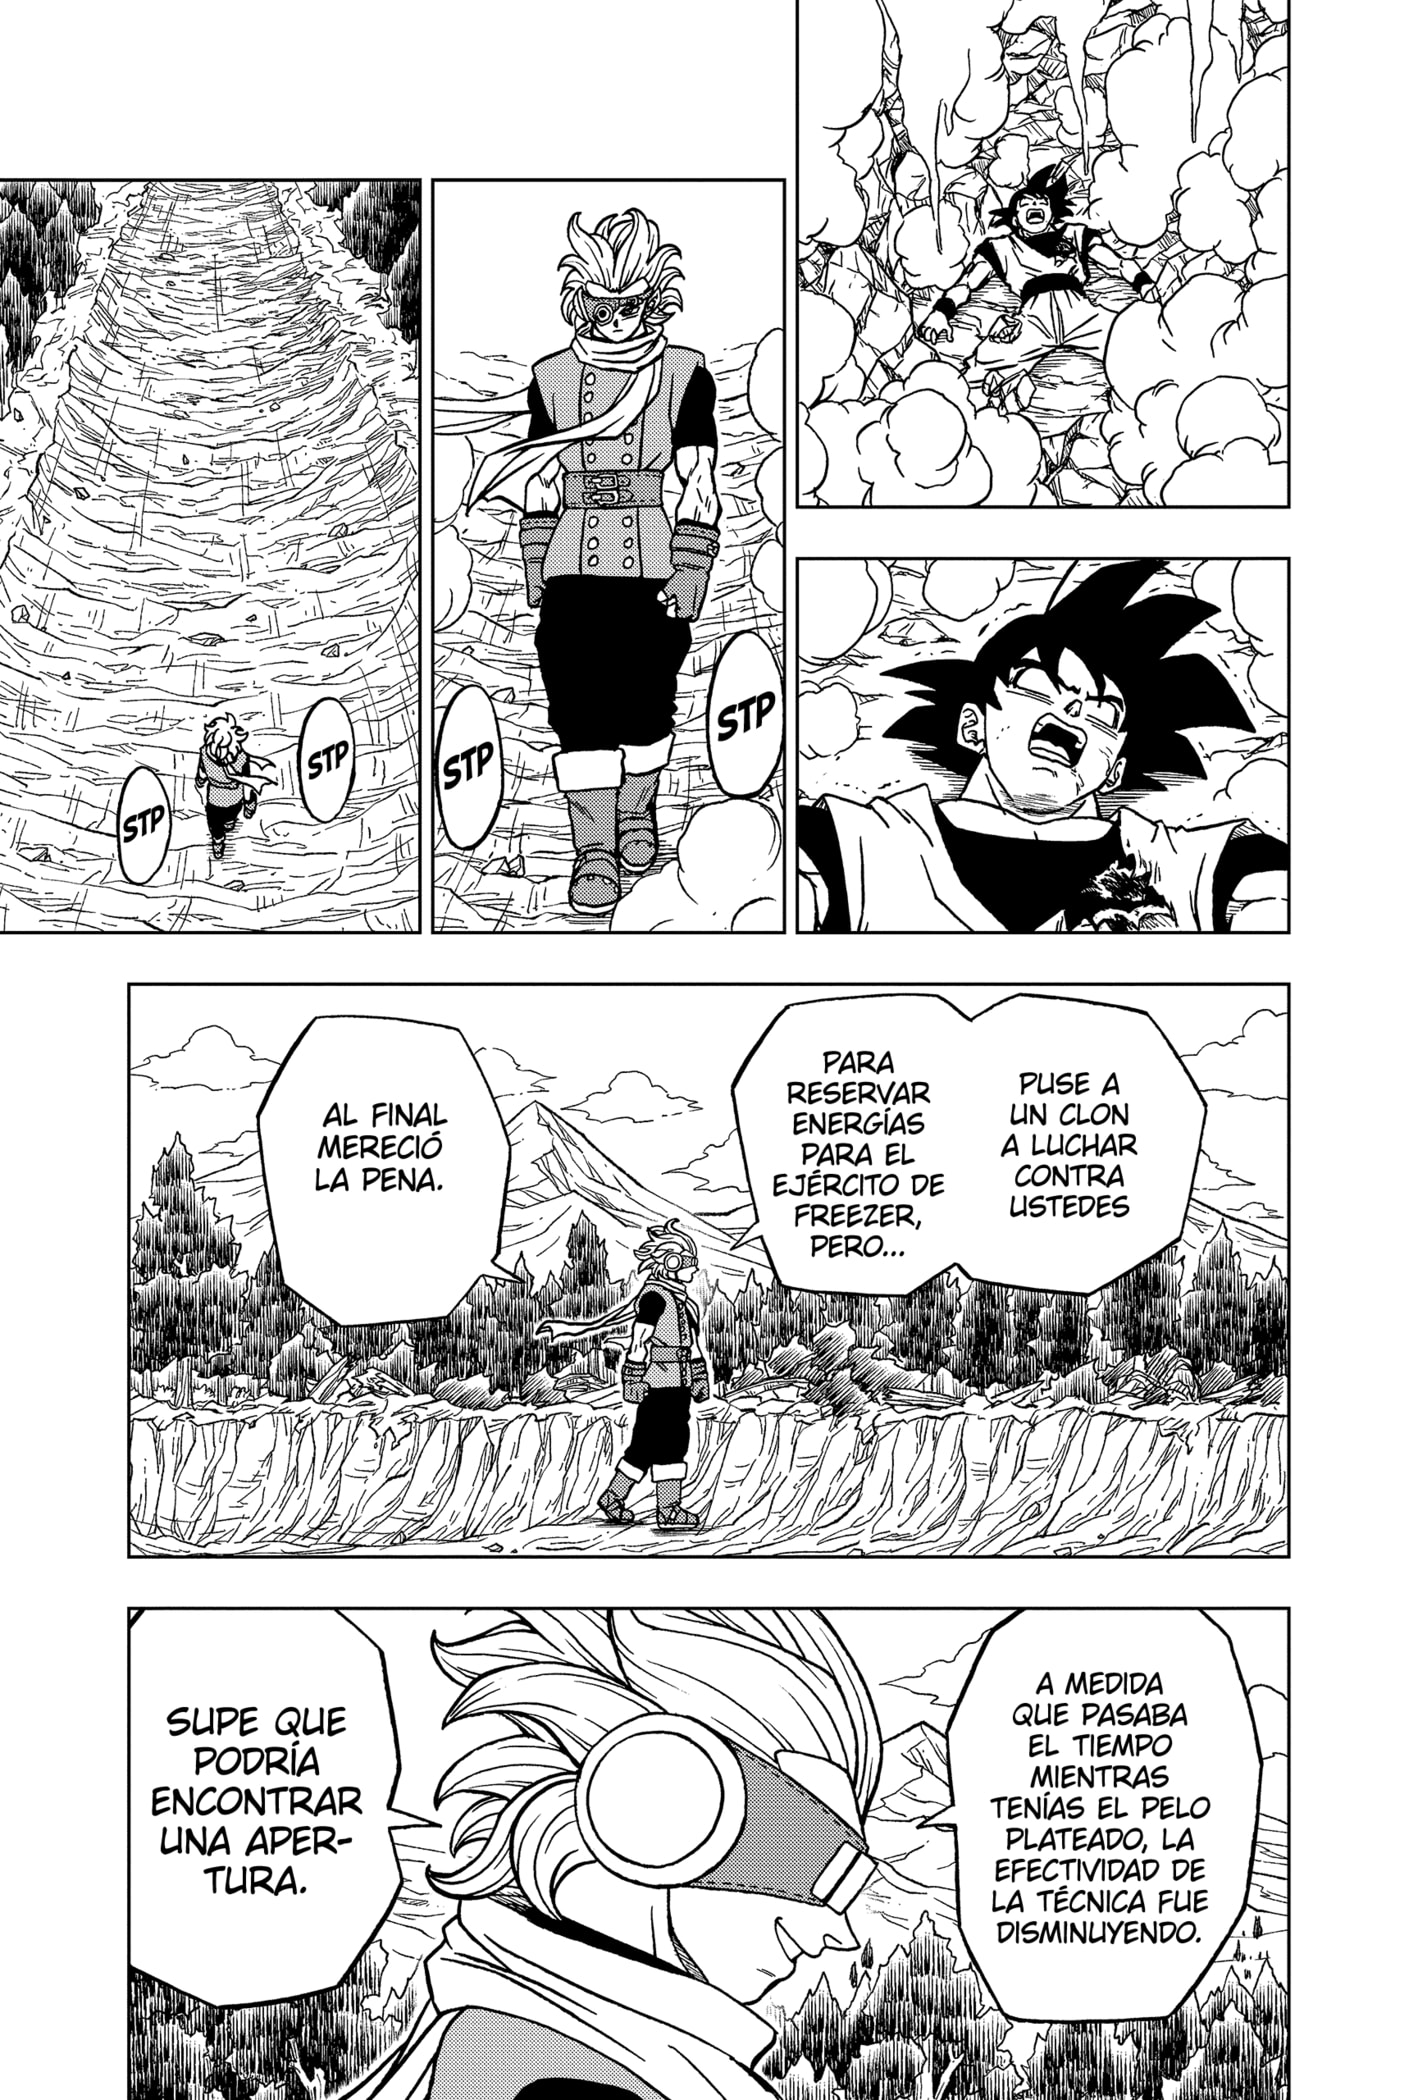 STP
STP
STP
STP
PUSE A
UN CLON
A LUCHAR
CONTRA
USTEDES
PARA
RESERVAR
ENERGÍAS
PARA EL
EJÉRCITO DE
FREEZER,
PERO...
AL FINAL
MERECIÓ
LA PENA.
A MEDIDA
QUE PASABA
EL TIEMPO
MIENTRAS
TENÍAS EL PELO
PLATEADO, LA
EFECTIVIDAD DE
LA TÉCNICA FUE
DISMINUYENDO.
SUPE QUE
PODRÍA
ENCONTRAR
UNA APER-
TURA.